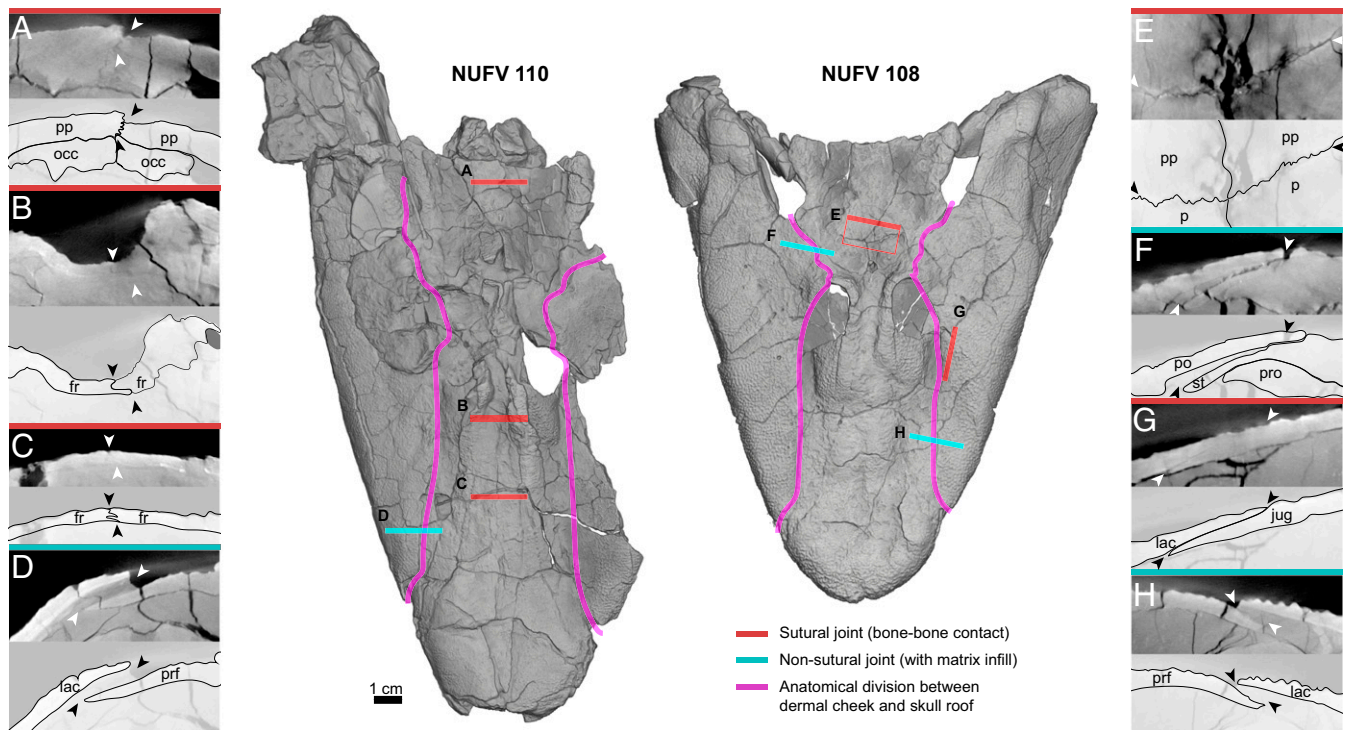 A
pp
pp
occ
occ
B
fr
fr
C
fr
fr
D
lac
prf
NUFV 110
A
B
C
D
1 cm
NUFV 108
E
F
G
H
Sutural joint (bone-bone contact)
Non-sutural joint (with matrix infill)
Anatomical division between
dermal cheek and skull roof
E
pp
pp
p
p
F
po
st
pro
G
jug
lac
H
prf
lac